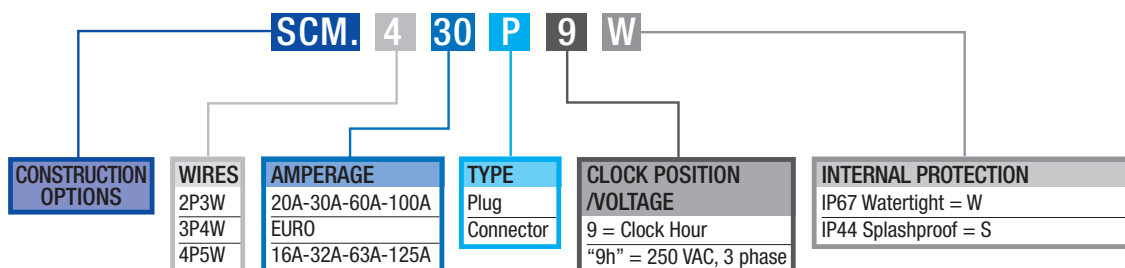 SCM. 4 30 P 9 W
CONSTRUCTION
OPTIONS
WIRES
2P3W
3P4W
4P5W
AMPERAGE
20A-30A-60A-100A
EURO
16A-32A-63A-125A
TYPE
Plug
Connector
CLOCK POSITION
/VOLTAGE
9 = Clock Hour
“9h” = 250 VAC, 3 phase
INTERNAL PROTECTION
IP67 Watertight = W
IP44 Splashproof = S